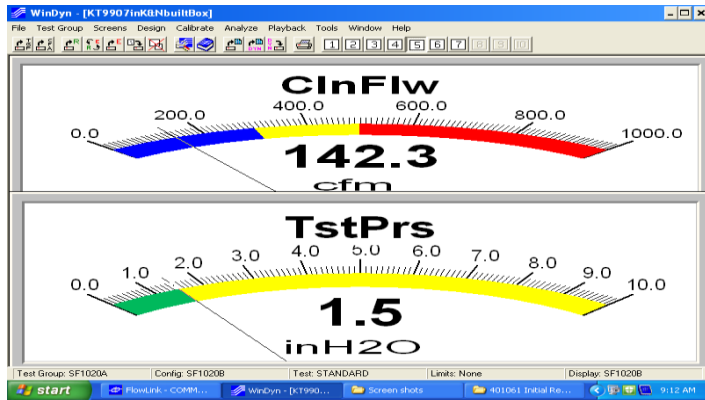 WinDyn - [KT9907inK&NbuiltBox]
File Test Group Screens Design Calibrate Analyze Playback Tools Window Help
1 2 3 4 5 6 7 8 9 10
ClnFlw
0.0 200.0 400.0 600.0 800.0 1000.0
142.3
cfm
TstPrs
0.0 1.0 2.0 3.0 4.0 5.0 6.0 7.0 8.0 9.0 10.0
1.5
inH2O
Test Group: SF1020A Config: SF1020B Test: STANDARD Limits: None Display: SF1020B
start FlowLink - COMM... WinDyn - [KT990... Screen shots 401061 Initial Re... 9:12 AM